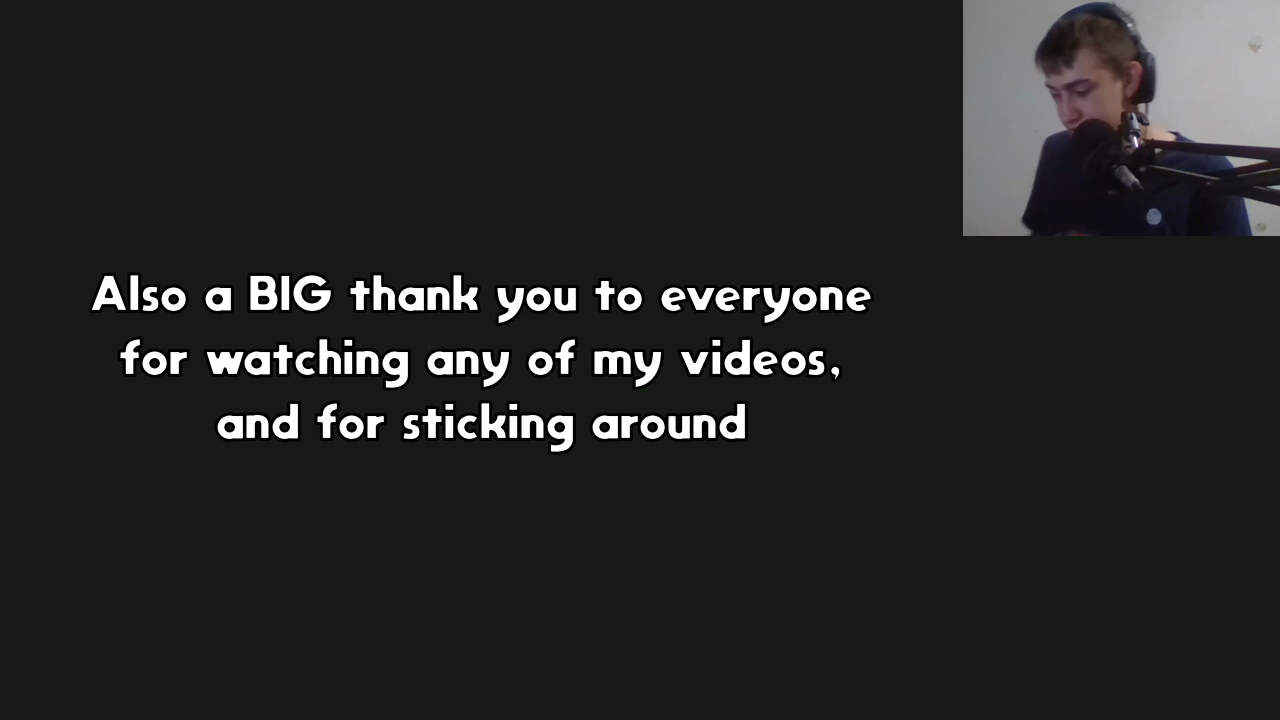 Also a BIG thank you to everyone
for watching any of my videos,
and for sticking around